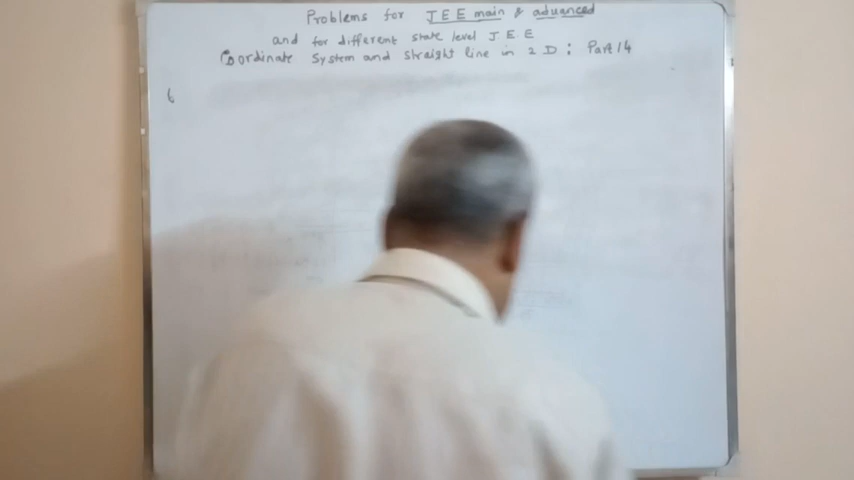 Problems for JEE main & advanced
and for different state level JEE
Coordinate System and straight line in 2 D : Part 14
6